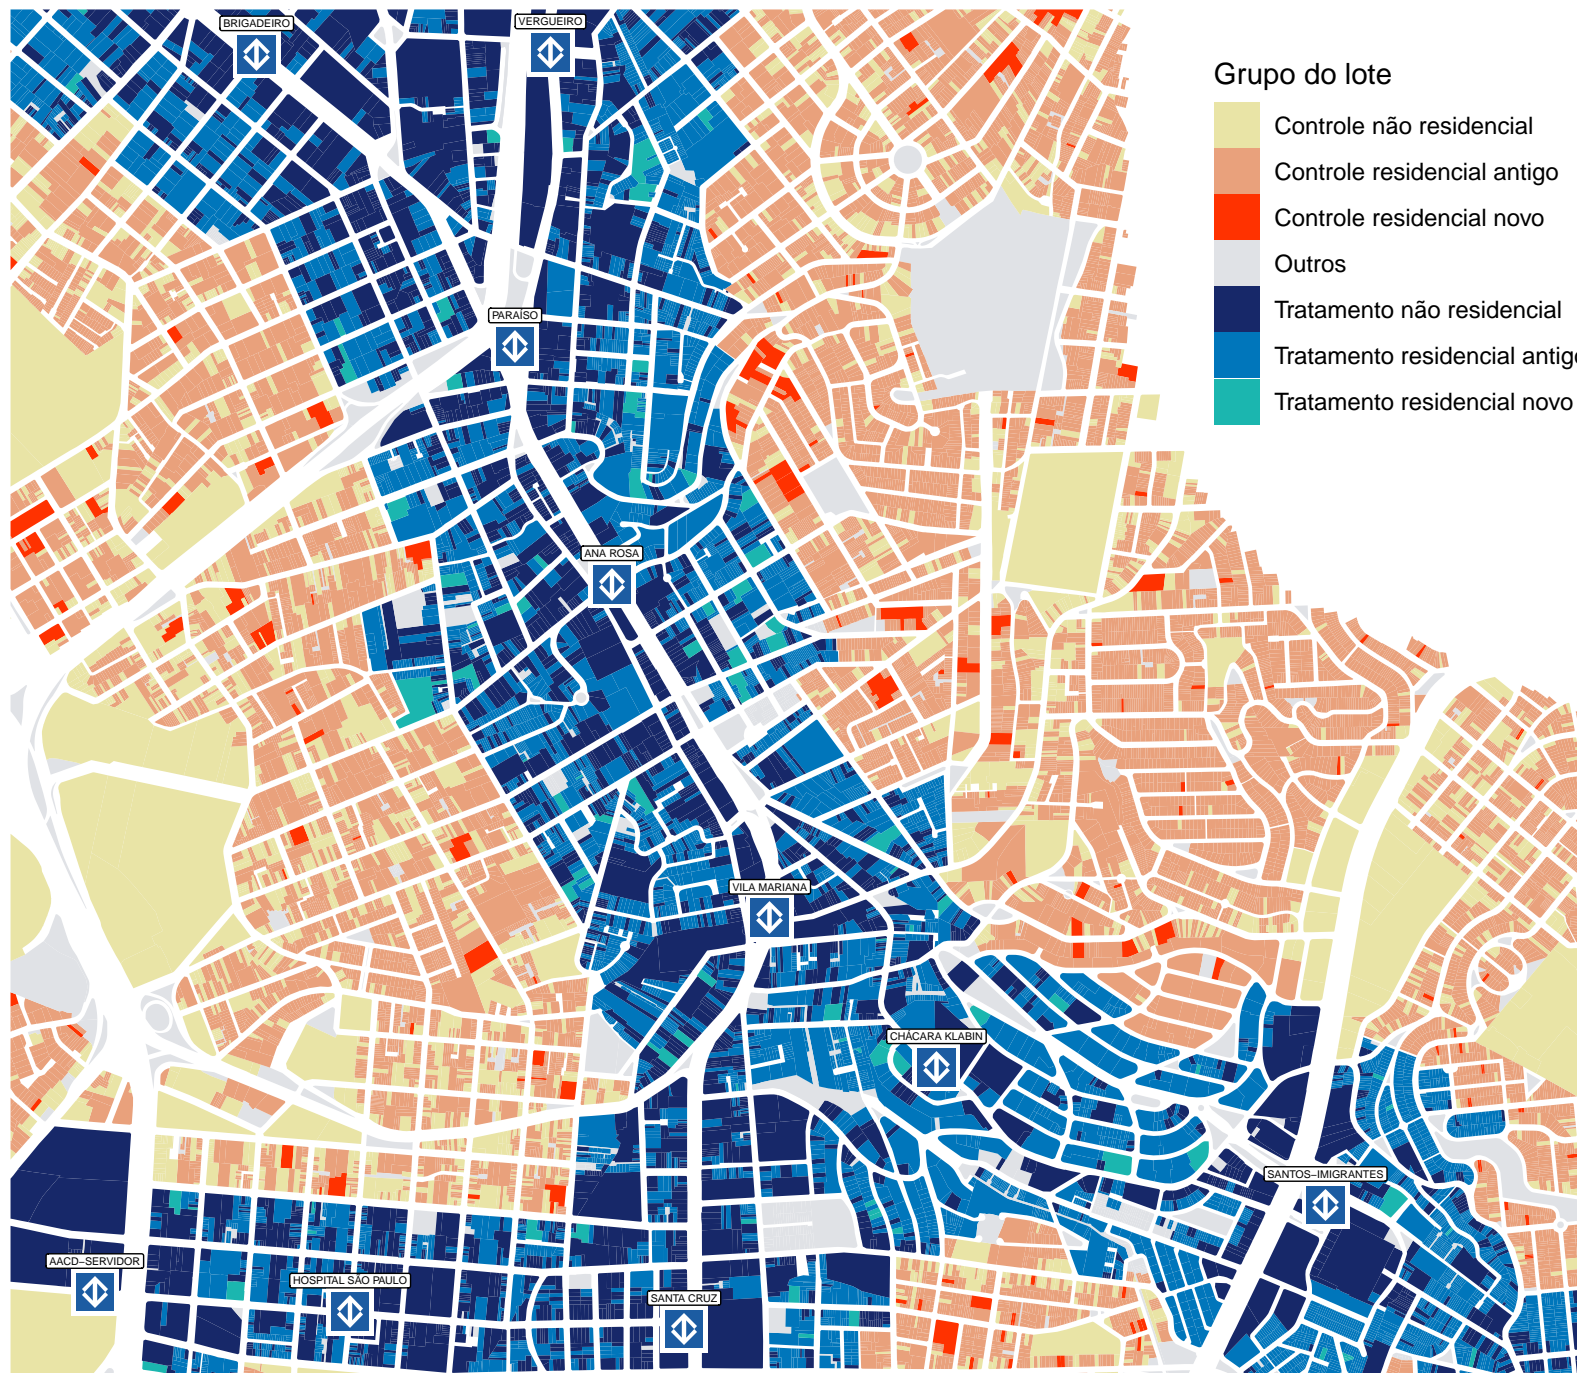 BRIGADEIRO
VERGUEIRO
Grupo do lote
Controle não residencial
Controle residencial antigo
Controle residencial novo
Outros
Tratamento não residencial
Tratamento residencial antigo
Tratamento residencial novo
PARAÍSO
ANA ROSA
VILA MARIANA
CHÁCARA KLABIN
SANTOS–IMIGRANTES
AACD–SERVIDOR
HOSPITAL SÃO PAULO
SANTA CRUZ